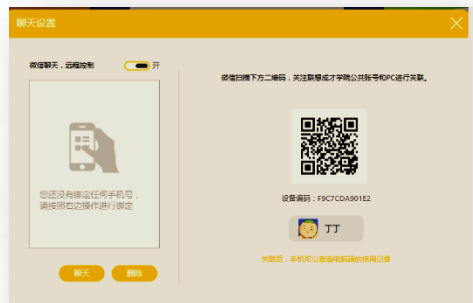 聊天设置
微信聊天，远程控制
开
您还没有绑定任何手机号，
请按照右边操作进行绑定
聊天
删除
微信扫描下方二维码，关注联想成才学院公共账号和PC进行关联。
设备编码：F9C7CDA901E2
丁丁
关联后，手机可以查看电脑端的使用记录